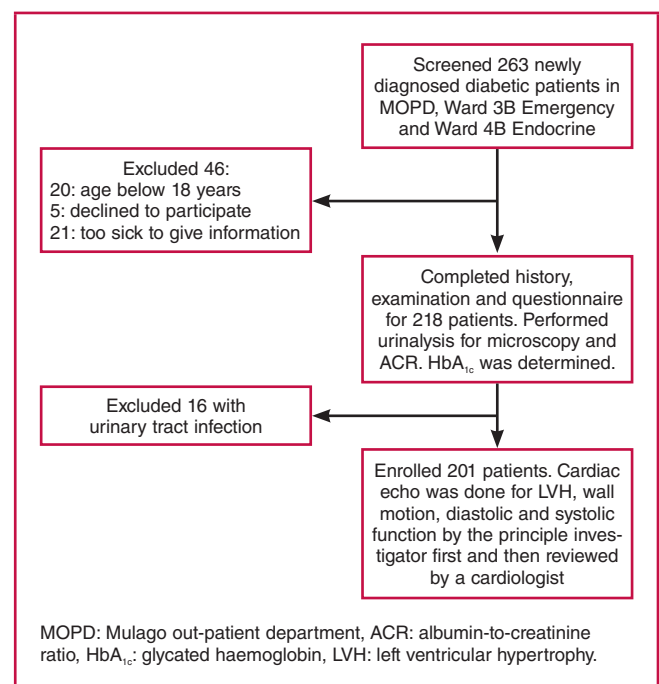 Screened 263 newly
diagnosed diabetic patients in
MOPD, Ward 3B Emergency
and Ward 4B Endocrine
Excluded 46:
20: age below 18 years
5: declined to participate
21: too sick to give information
Completed history,
examination and questionnaire
for 218 patients. Performed
urinalysis for microscopy and
ACR. HbA1c was determined.
Excluded 16 with
urinary tract infection
Enrolled 201 patients. Cardiac
echo was done for LVH, wall
motion, diastolic and systolic
function by the principle inves-
tigator first and then reviewed
by a cardiologist
MOPD: Mulago out-patient department, ACR: albumin-to-creatinine
ratio, HbA1c: glycated haemoglobin, LVH: left ventricular hypertrophy.